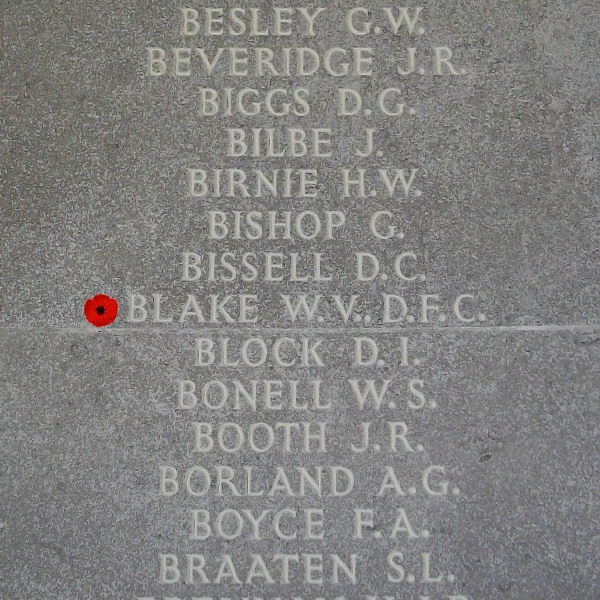 BESLEY G.W.
BEVERIDGE J.R.
BIGGS D.G.
BILBE J.
BIRNIE H.W.
BISHOP G.
BISSELL D.C.
BLAKE W.V., D.F.C.
BLOCK D.I.
BONELL W.S.
BOOTH J.R.
BORLAND A.G.
BOYCE F.A.
BRAATEN S.L.